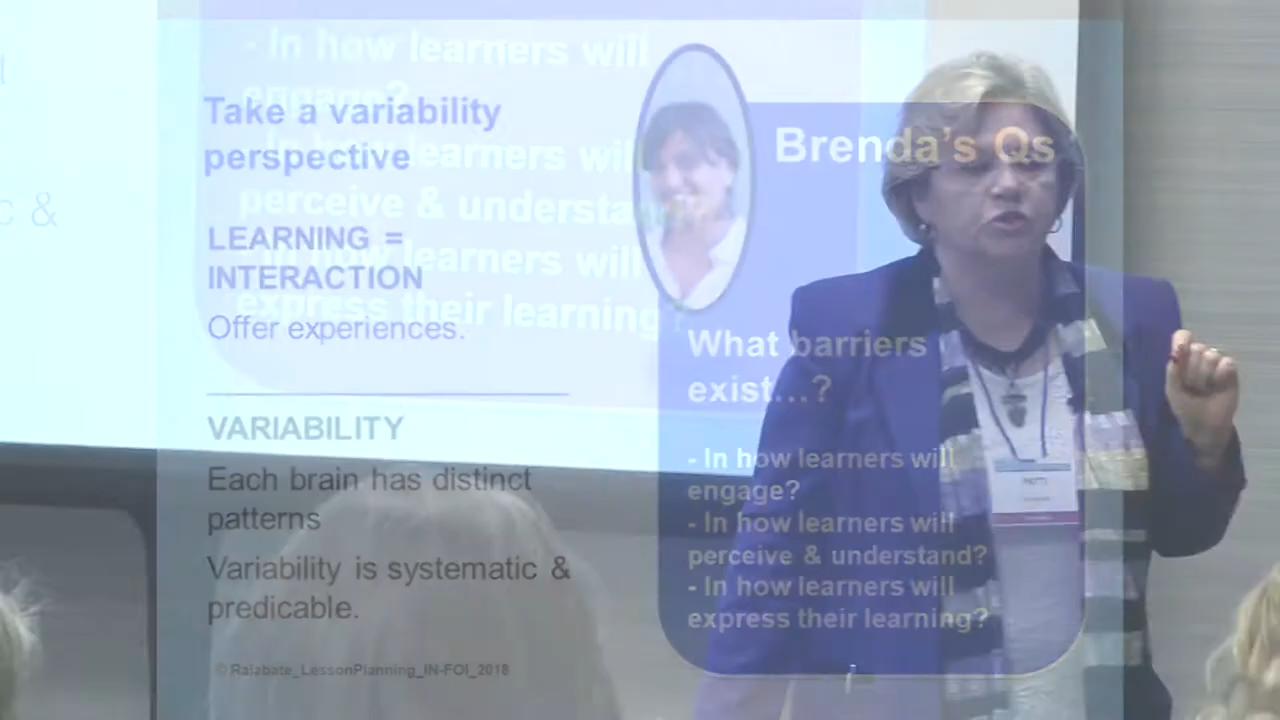 Take a variability
perspective
LEARNING =
INTERACTION
Offer experiences.
VARIABILITY
Each brain has distinct
patterns
Variability is systematic &
predicable.
© Ralabate_LessonPlanning_IN-FOI_2018
Brenda's Qs
What barriers
exist...?
- In how learners will
engage?
- In how learners will
perceive & understand?
- In how learners will
express their learning?
- In how learners will
engage?
- In how learners will
perceive & understand
- In how learners will
express their learning?
c &
PATTI